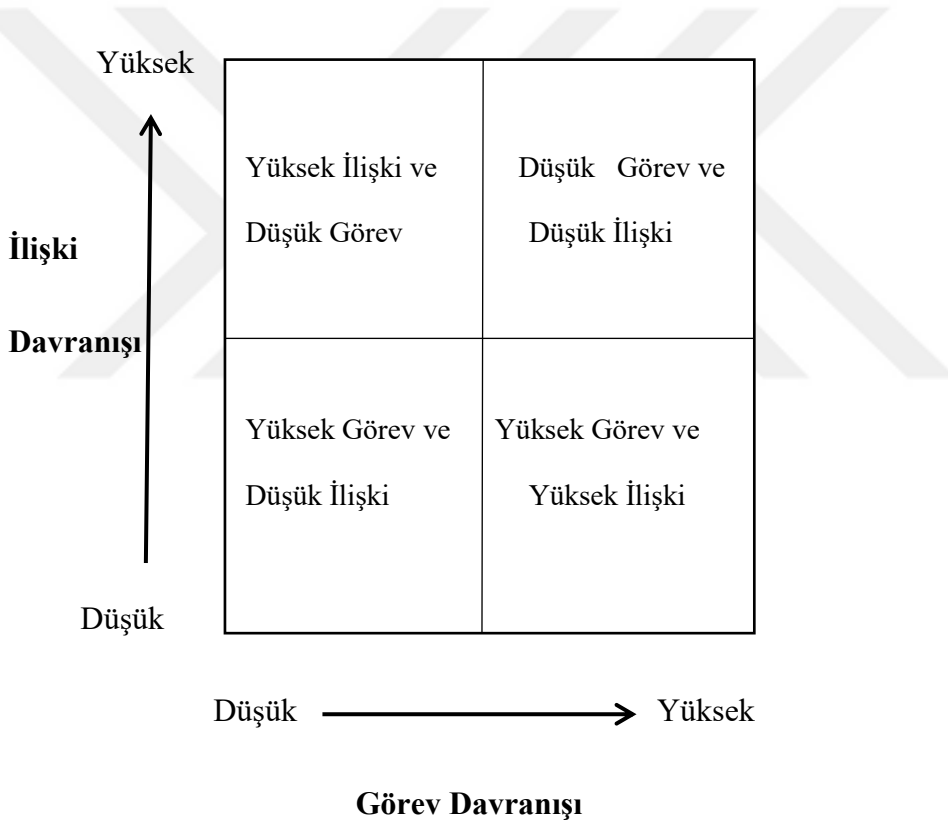 Yüksek
Yüksek İlişki ve
Düşük Görev
Düşük Görev ve
Düşük İlişki
İlişki
Davranışı
Yüksek Görev ve
Düşük İlişki
Yüksek Görev ve
Yüksek İlişki
Düşük
Düşük
Yüksek
Görev Davranışı